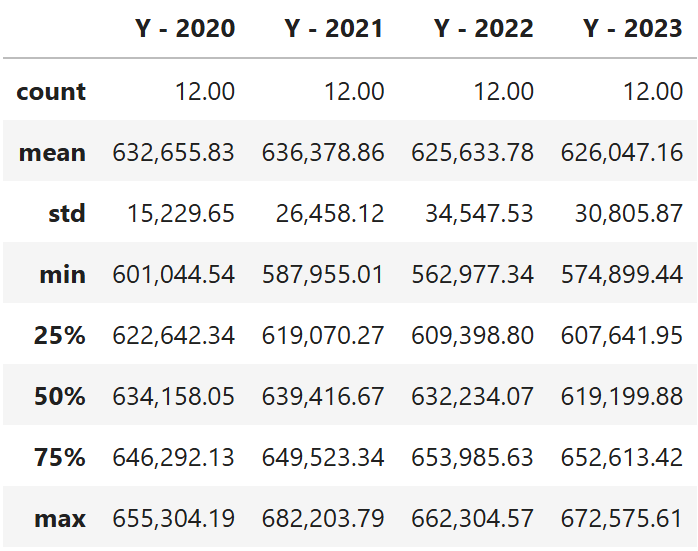 Y - 2020 Y - 2021 Y - 2022 Y - 2023
count 12.00 12.00 12.00 12.00
mean 632,655.83 636,378.86 625,633.78 626,047.16
std 15,229.65 26,458.12 34,547.53 30,805.87
min 601,044.54 587,955.01 562,977.34 574,899.44
25% 622,642.34 619,070.27 609,398.80 607,641.95
50% 634,158.05 639,416.67 632,234.07 619,199.88
75% 646,292.13 649,523.34 653,985.63 652,613.42
max 655,304.19 682,203.79 662,304.57 672,575.61